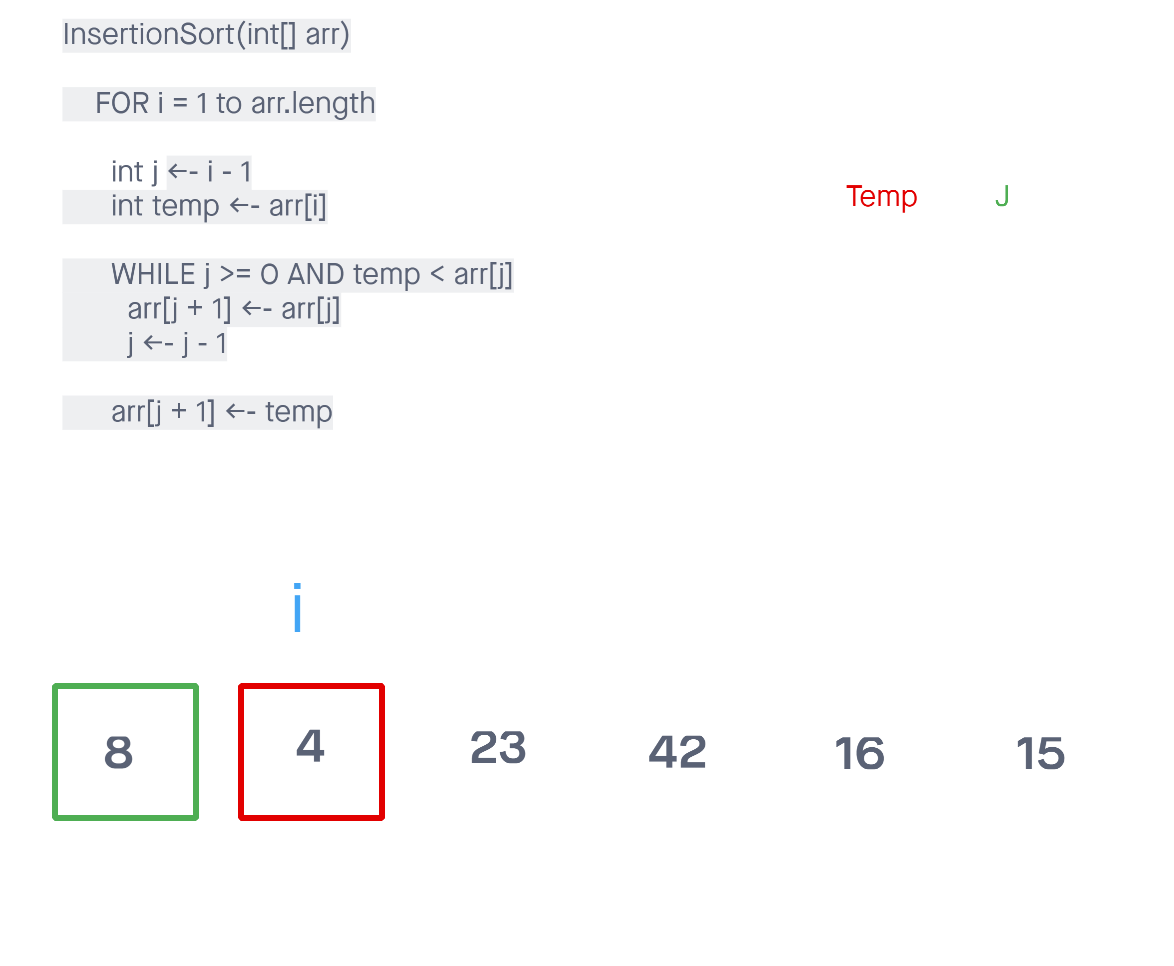 InsertionSort(int[] arr)
FOR i = 1 to arr.length
int j <- i - 1
int temp <- arr[i]
Temp J
WHILE j >= 0 AND temp < arr[j]
arr[j + 1] <- arr[j]
j <- j - 1
arr[j + 1] <- temp
i
8 4 23 42 16 15